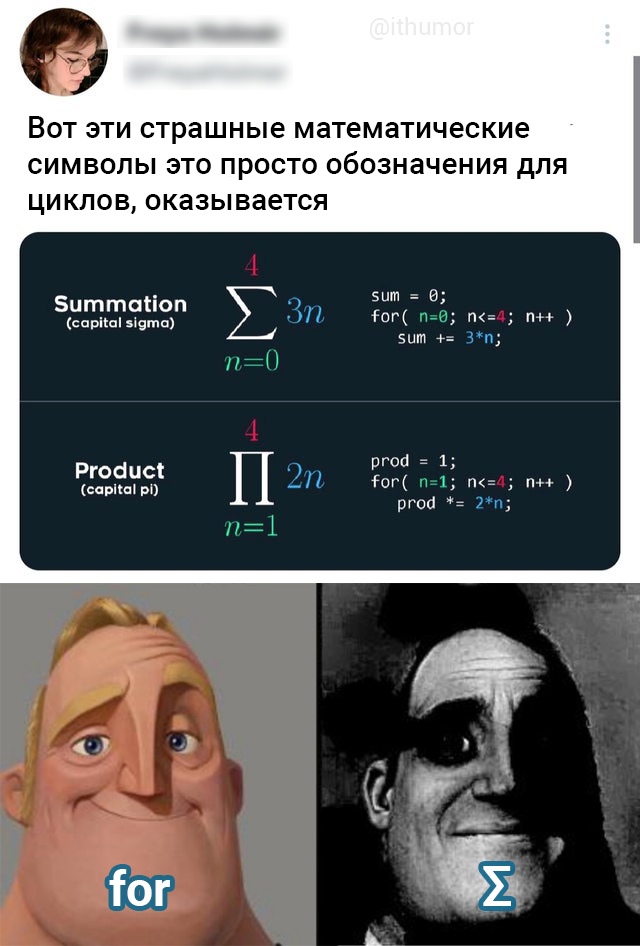 @ithumor
Вот эти страшные математические
символы это просто обозначения для
циклов, оказывается
Summation
(capital sigma)
4
∑ 3n
n=0
sum = 0;
for( n=0; n<=4; n++ )
sum += 3*n;
Product
(capital pi)
4
∏ 2n
n=1
prod = 1;
for( n=1; n<=4; n++ )
prod *= 2*n;
for
Σ